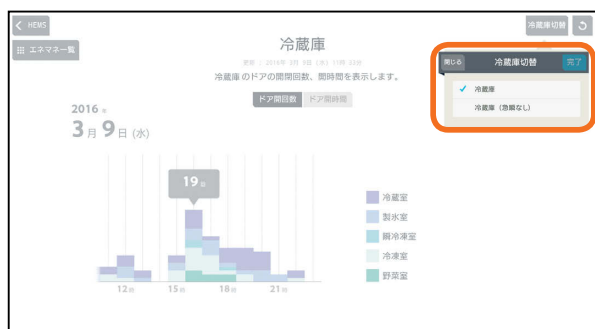 HEMS
冷蔵庫切替
エネマネ一覧
冷蔵庫
更新 : 2016年 3月 9日 (水) 17時 22分
冷蔵庫のドアの開閉回数、開時間を表示します。
ドア開回数 ドア開時間
閉じる 冷蔵庫切替 完了
冷蔵庫
冷蔵庫（急瞬なし）
2016 年
3月 9日 (水)
19回
冷蔵室
製氷室
瞬冷凍室
冷凍室
野菜室
12時 15時 18時 21時